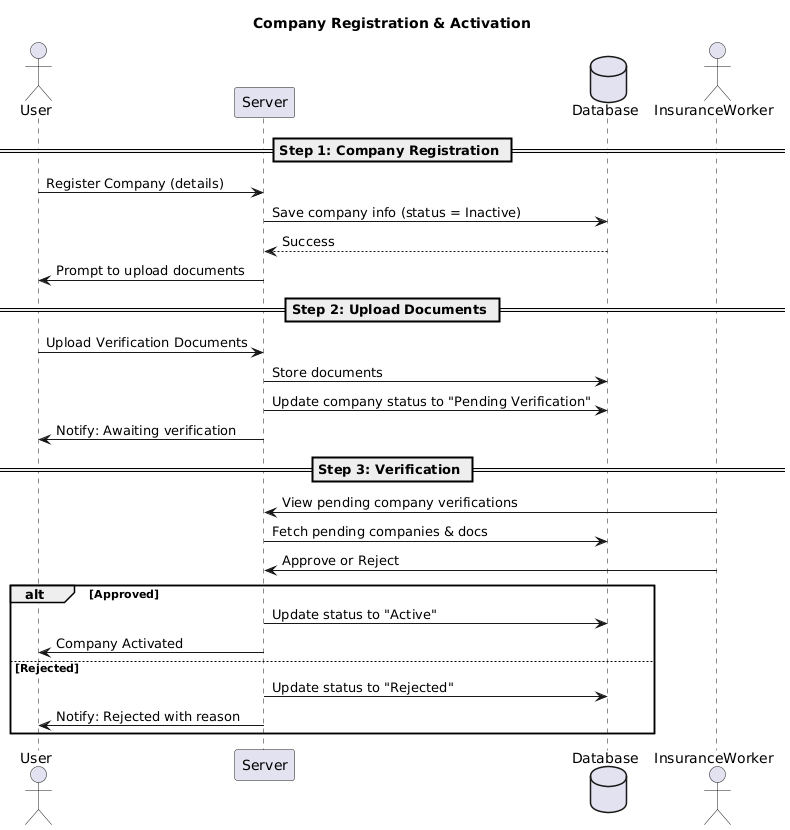 Company Registration & Activation
User
Server
Database
InsuranceWorker
Step 1: Company Registration
Register Company (details)
Save company info (status = Inactive)
Success
Prompt to upload documents
Step 2: Upload Documents
Upload Verification Documents
Store documents
Update company status to "Pending Verification"
Notify: Awaiting verification
Step 3: Verification
View pending company verifications
Fetch pending companies & docs
Approve or Reject
alt [Approved]
Update status to "Active"
Company Activated
[Rejected]
Update status to "Rejected"
Notify: Rejected with reason
User
Server
Database
InsuranceWorker